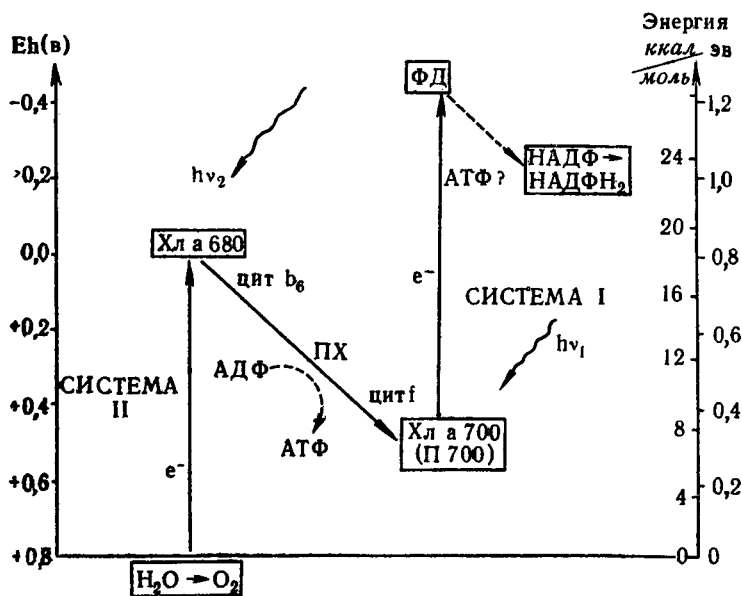 Eh(в)
Энергия
ккал эв
моль
-0,4
ФД
1,2
hν₂
-0,2
АТФ?
НАДФ→
НАДФН₂
24
1,0
20
0,0
Хл а 680
0,8
цит b₆
e⁻
СИСТЕМА I
16
+0,2
0,6
ПХ
hν₁
12
АДФ
СИСТЕМА
II
цит f
+0,4
0,4
Хл а 700
(П 700)
8
АТФ
e⁻
+0,6
0,2
4
+0,8
0
0
H₂O → O₂